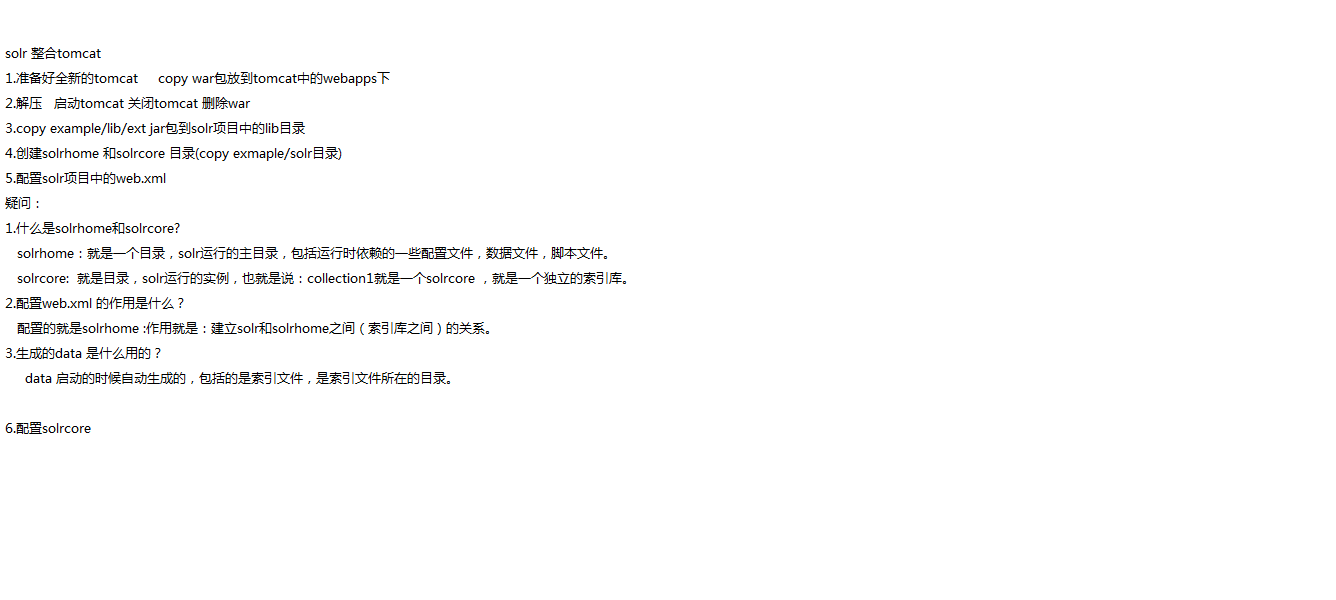 solr 整合tomcat
1.准备好全新的tomcat copy war包放到tomcat中的webapps下
2.解压 启动tomcat 关闭tomcat 删除war
3.copy example/lib/ext jar包到solr项目中的lib目录
4.创建solrhome 和solrcore 目录(copy exmaple/solr目录)
5.配置solr项目中的web.xml
疑问：
1.什么是solrhome和solrcore?
solrhome：就是一个目录，solr运行的主目录，包括运行时依赖的一些配置文件，数据文件，脚本文件。
solrcore: 就是目录，solr运行的实例，也就是说：collection1就是一个solrcore ，就是一个独立的索引库。
2.配置web.xml 的作用是什么？
配置的就是solrhome :作用就是：建立solr和solrhome之间（索引库之间）的关系。
3.生成的data 是什么用的？
data 启动的时候自动生成的，包括的是索引文件，是索引文件所在的目录。
6.配置solrcore